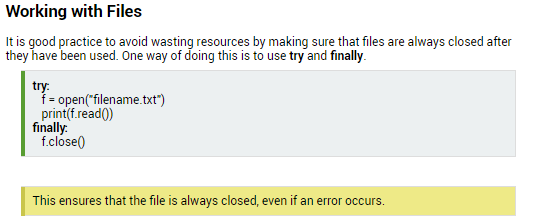 Working with Files
It is good practice to avoid wasting resources by making sure that files are always closed after
they have been used. One way of doing this is to use try and finally.
try:
f = open("filename.txt")
print(f.read())
finally:
f.close()
This ensures that the file is always closed, even if an error occurs.